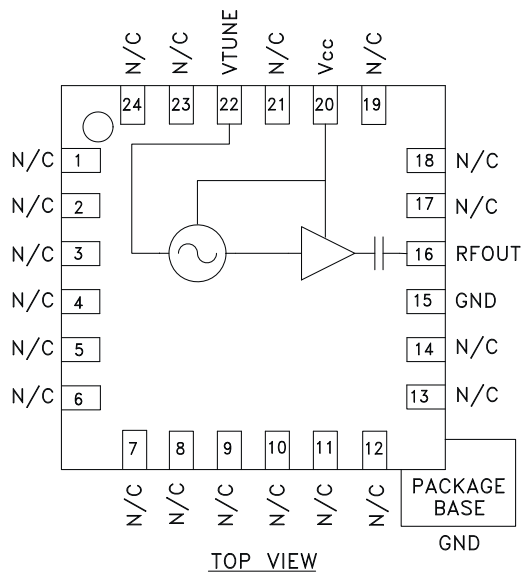 N/C N/C VTUNE N/C Vcc N/C
24 23 22 21 20 19
N/C 1 18 N/C
N/C 2 17 N/C
N/C 3 16 RFOUT
N/C 4 15 GND
N/C 5 14 N/C
N/C 6 13 N/C
7 8 9 10 11 12
N/C N/C N/C N/C N/C N/C
PACKAGE
BASE
GND
TOP VIEW